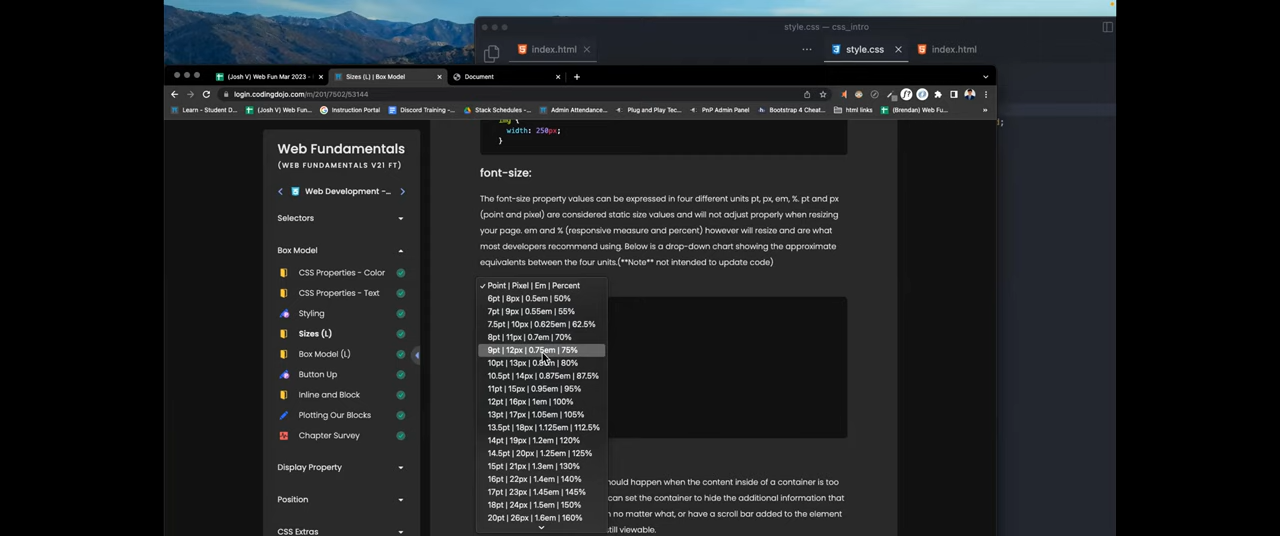 style.css — css_intro
index.html
style.css
index.html
(Josh V) Web Fun Mar 2023 -
Sizes (L) | Box Model
Document
login.codingdojo.com/m/201/7502/53144
Learn - Student D...
(Josh V) Web Fun...
Instruction Portal
Discord Training -...
Stack Schedules -...
Admin Attendance...
Plug and Play Tec...
PnP Admin Panel
Bootstrap 4 Cheat...
html links
(Brendan) Web Fu...
Web Fundamentals
(WEB FUNDAMENTALS V21 FT)
Web Development -...
Selectors
Box Model
CSS Properties - Color
CSS Properties - Text
Styling
Sizes (L)
Box Model (L)
Button Up
Inline and Block
Plotting Our Blocks
Chapter Survey
Display Property
Position
CSS Extras
img {
width: 250px;
}
];
font-size:
The font-size property values can be expressed in four different units pt, px, em, %. pt and px
(point and pixel) are considered static size values and will not adjust properly when resizing
your page. em and % (responsive measure and percent) however will resize and are what
most developers recommend using. Below is a drop-down chart showing the approximate
equivalents between the four units.(**Note** not intended to update code)
✓ Point | Pixel | Em | Percent
6pt | 8px | 0.5em | 50%
7pt | 9px | 0.55em | 55%
7.5pt | 10px | 0.625em | 62.5%
8pt | 11px | 0.7em | 70%
9pt | 12px | 0.75em | 75%
10pt | 13px | 0.8em | 80%
10.5pt | 14px | 0.875em | 87.5%
11pt | 15px | 0.95em | 95%
12pt | 16px | 1em | 100%
13pt | 17px | 1.05em | 105%
13.5pt | 18px | 1.125em | 112.5%
14pt | 19px | 1.2em | 120%
14.5pt | 20px | 1.25em | 125%
15pt | 21px | 1.3em | 130%
16pt | 22px | 1.4em | 140%
17pt | 23px | 1.45em | 145%
18pt | 24px | 1.5em | 150%
20pt | 26px | 1.6em | 160%
hould happen when the content inside of a container is too
can set the container to hide the additional information that
n no matter what, or have a scroll bar added to the element
still viewable.